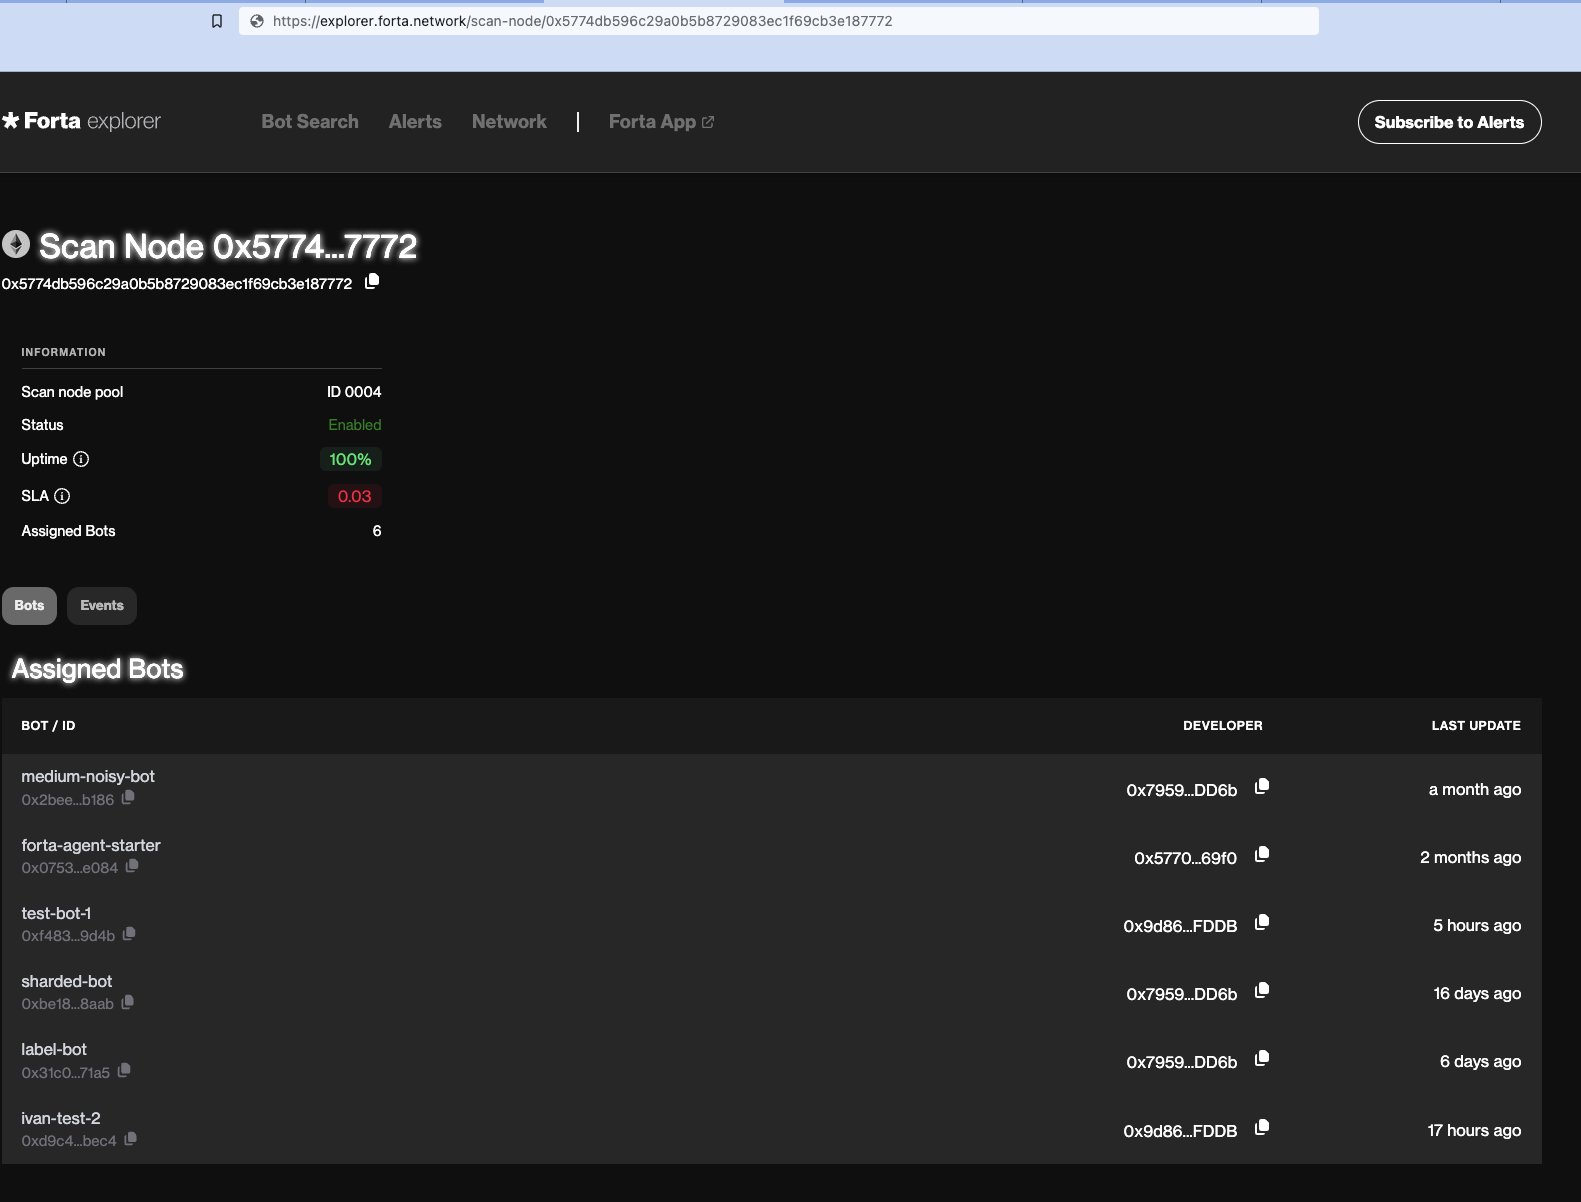 https://explorer.forta.network/scan-node/0x5774db596c29a0b5b8729083ec1f69cb3e187772
Forta explorer
Bot Search
Alerts
Network
Forta App
Subscribe to Alerts
Scan Node 0x5774...7772
0x5774db596c29a0b5b8729083ec1f69cb3e187772
INFORMATION
Scan node pool ID 0004
Status Enabled
Uptime 100%
SLA 0.03
Assigned Bots 6
Bots
Events
Assigned Bots
BOT / ID DEVELOPER LAST UPDATE
medium-noisy-bot
0x2bee...b186
0x7959...DD6b a month ago
forta-agent-starter
0x0753...e084
0x5770...69f0 2 months ago
test-bot-1
0xf483...9d4b
0x9d86...FDDB 5 hours ago
sharded-bot
0xbe18...8aab
0x7959...DD6b 16 days ago
label-bot
0x31c0...71a5
0x7959...DD6b 6 days ago
ivan-test-2
0xd9c4...bec4
0x9d86...FDDB 17 hours ago